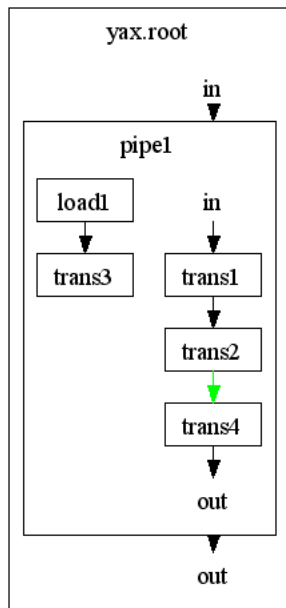 yax.root
in
pipe1
load1
in
trans3
trans1
trans2
trans4
out
out